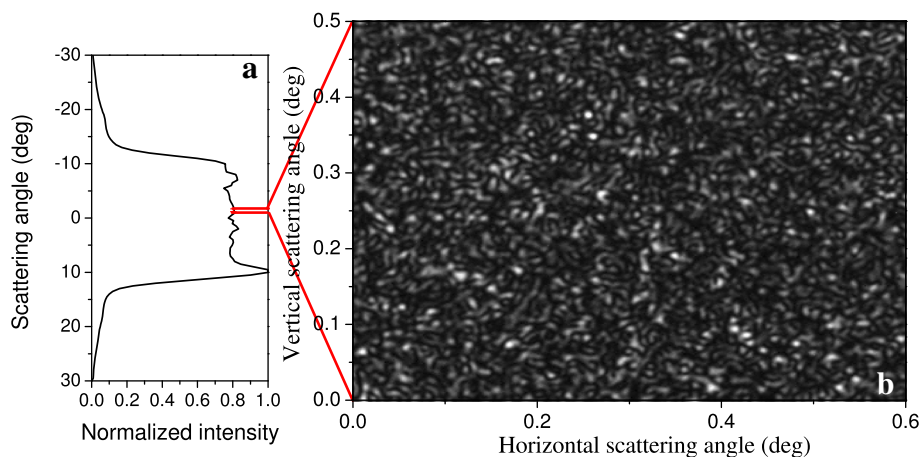 a
-30
-20
-10
0
10
20
30
Scattering angle (deg)
0.0 0.2 0.4 0.6 0.8 1.0
Normalized intensity
0.5
0.4
0.3
0.2
0.1
0.0
Vertical scattering angle (deg)
b
0.0 0.2 0.4 0.6
Horizontal scattering angle (deg)